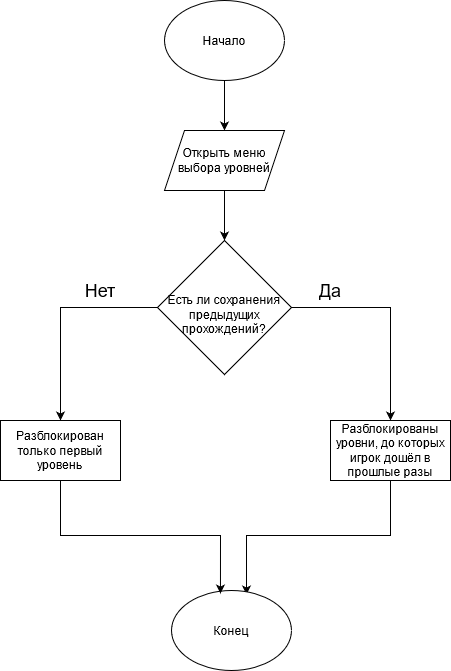 Начало
Открыть меню
выбора уровней
Нет
Да
Есть ли сохранения
предыдущих
прохождений?
Разблокирован
только первый
уровень
Разблокированы
уровни, до которых
игрок дошёл в
прошлые разы
Конец